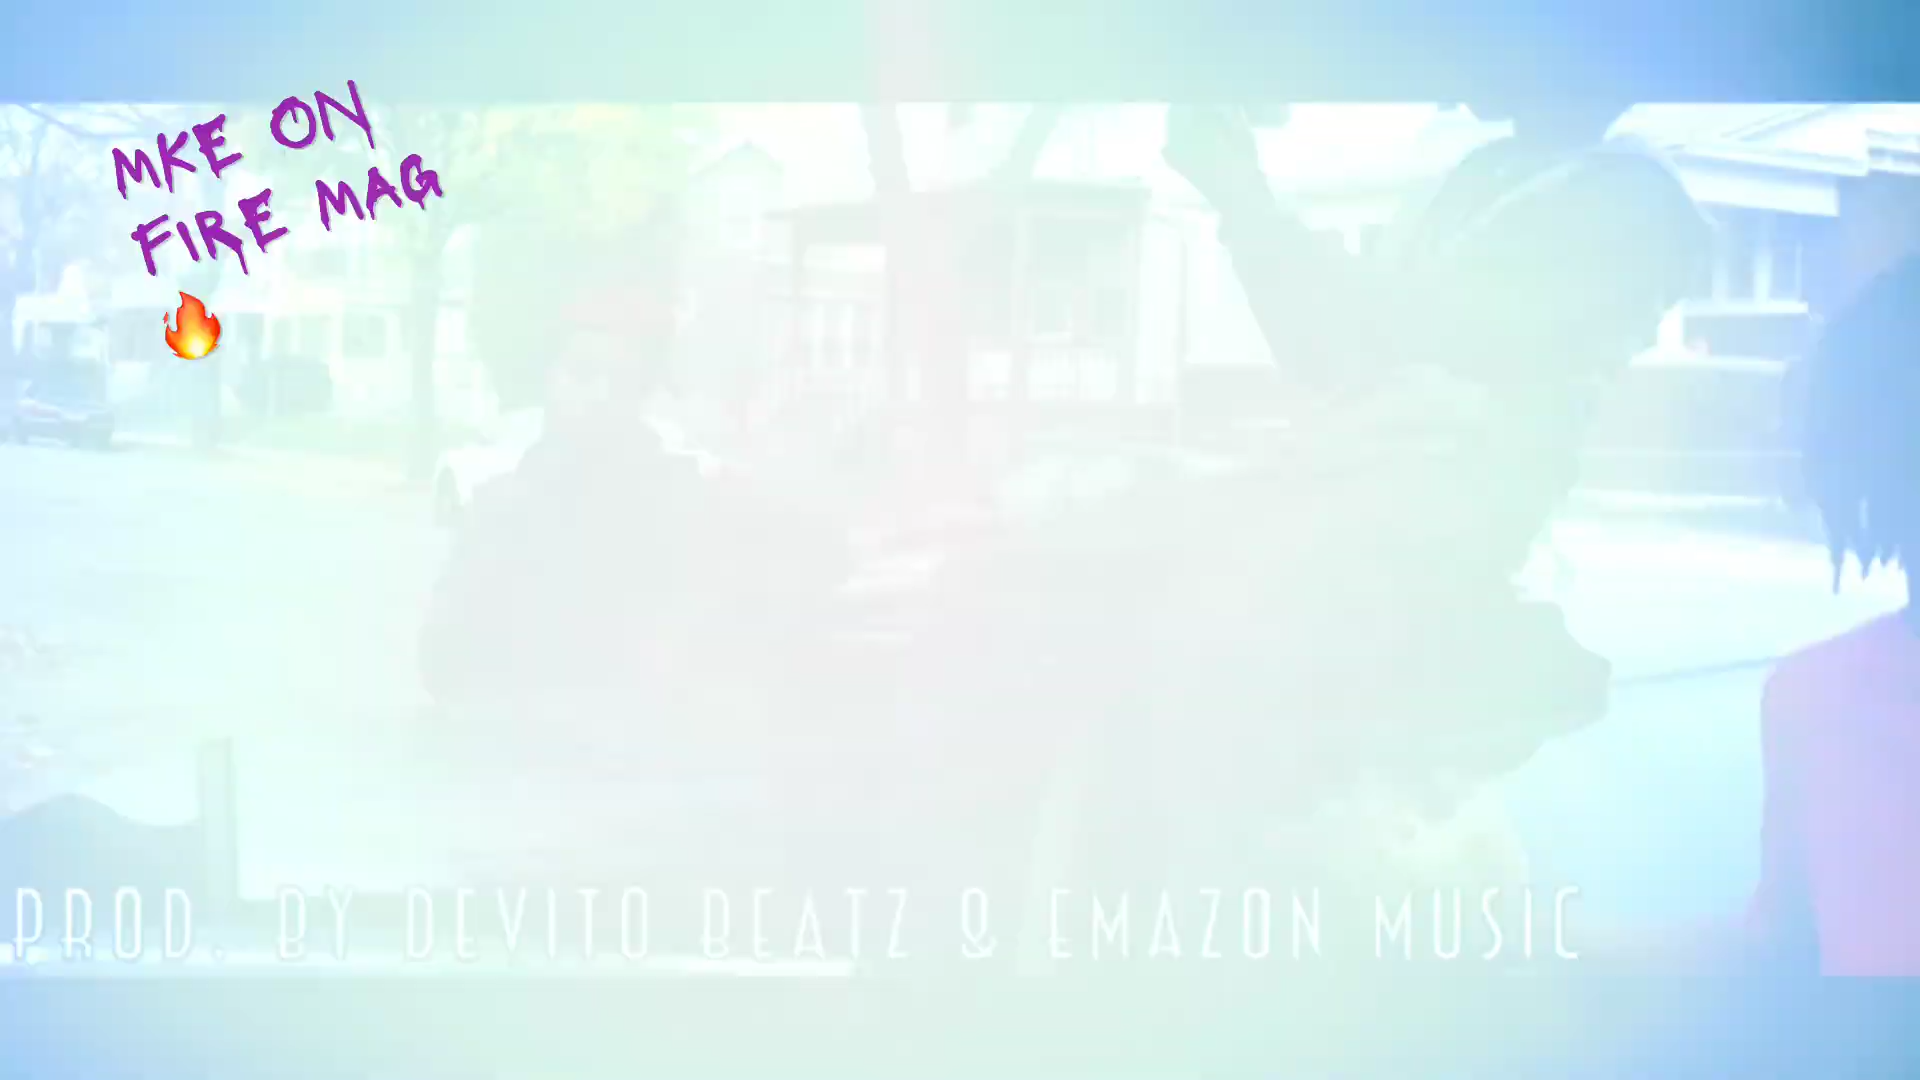 MKE ON
FIRE MAG
🔥
PROD. BY DEVITO BEATZ & EMAZON MUSIC